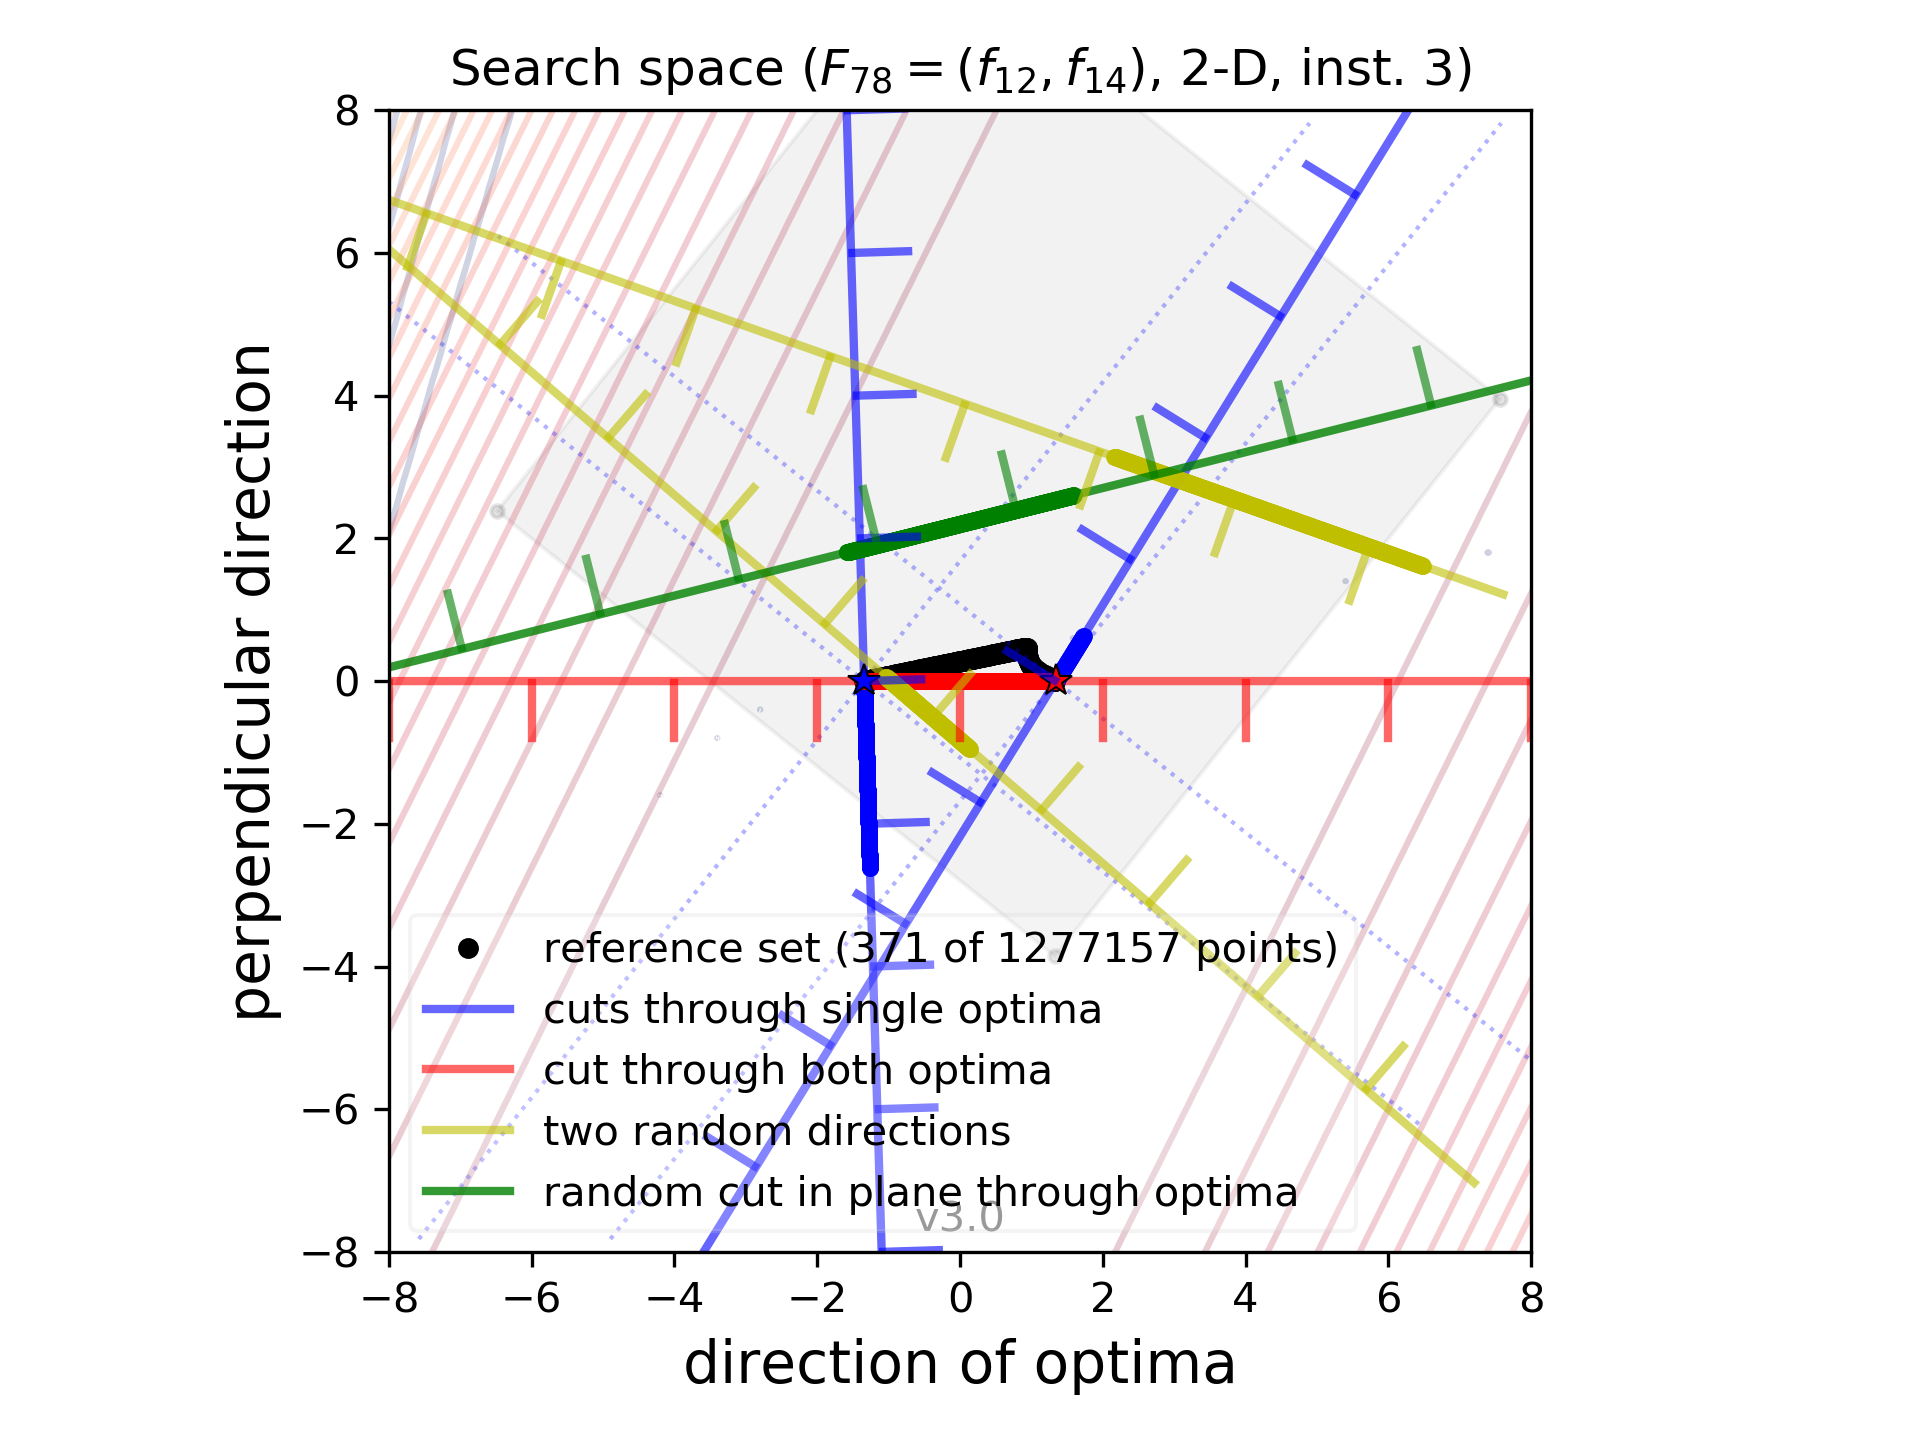 Search space (F78 = (f12, f14), 2-D, inst. 3)
perpendicular direction
8
6
4
2
0
−2
−4
−6
−8
reference set (371 of 1277157 points)
cuts through single optima
cut through both optima
two random directions
random cut in plane through optima
v3.0
−8 −6 −4 −2 0 2 4 6 8
direction of optima